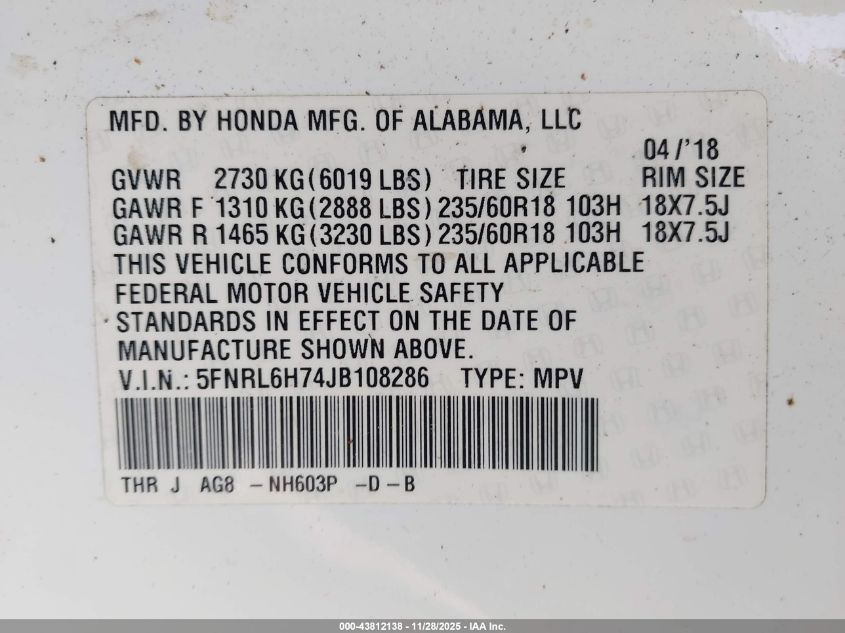 MFD. BY HONDA MFG. OF ALABAMA, LLC
04/'18
GVWR 2730 KG (6019 LBS) TIRE SIZE RIM SIZE
GAWR F 1310 KG (2888 LBS) 235/60R18 103H 18X7.5J
GAWR R 1465 KG (3230 LBS) 235/60R18 103H 18X7.5J
THIS VEHICLE CONFORMS TO ALL APPLICABLE
FEDERAL MOTOR VEHICLE SAFETY
STANDARDS IN EFFECT ON THE DATE OF
MANUFACTURE SHOWN ABOVE.
V.I.N.: 5FNRL6H74JB108286 TYPE: MPV
THR J AG8 -NH603P -D-B
000-43812138 - 11/28/2025 - IAA Inc.